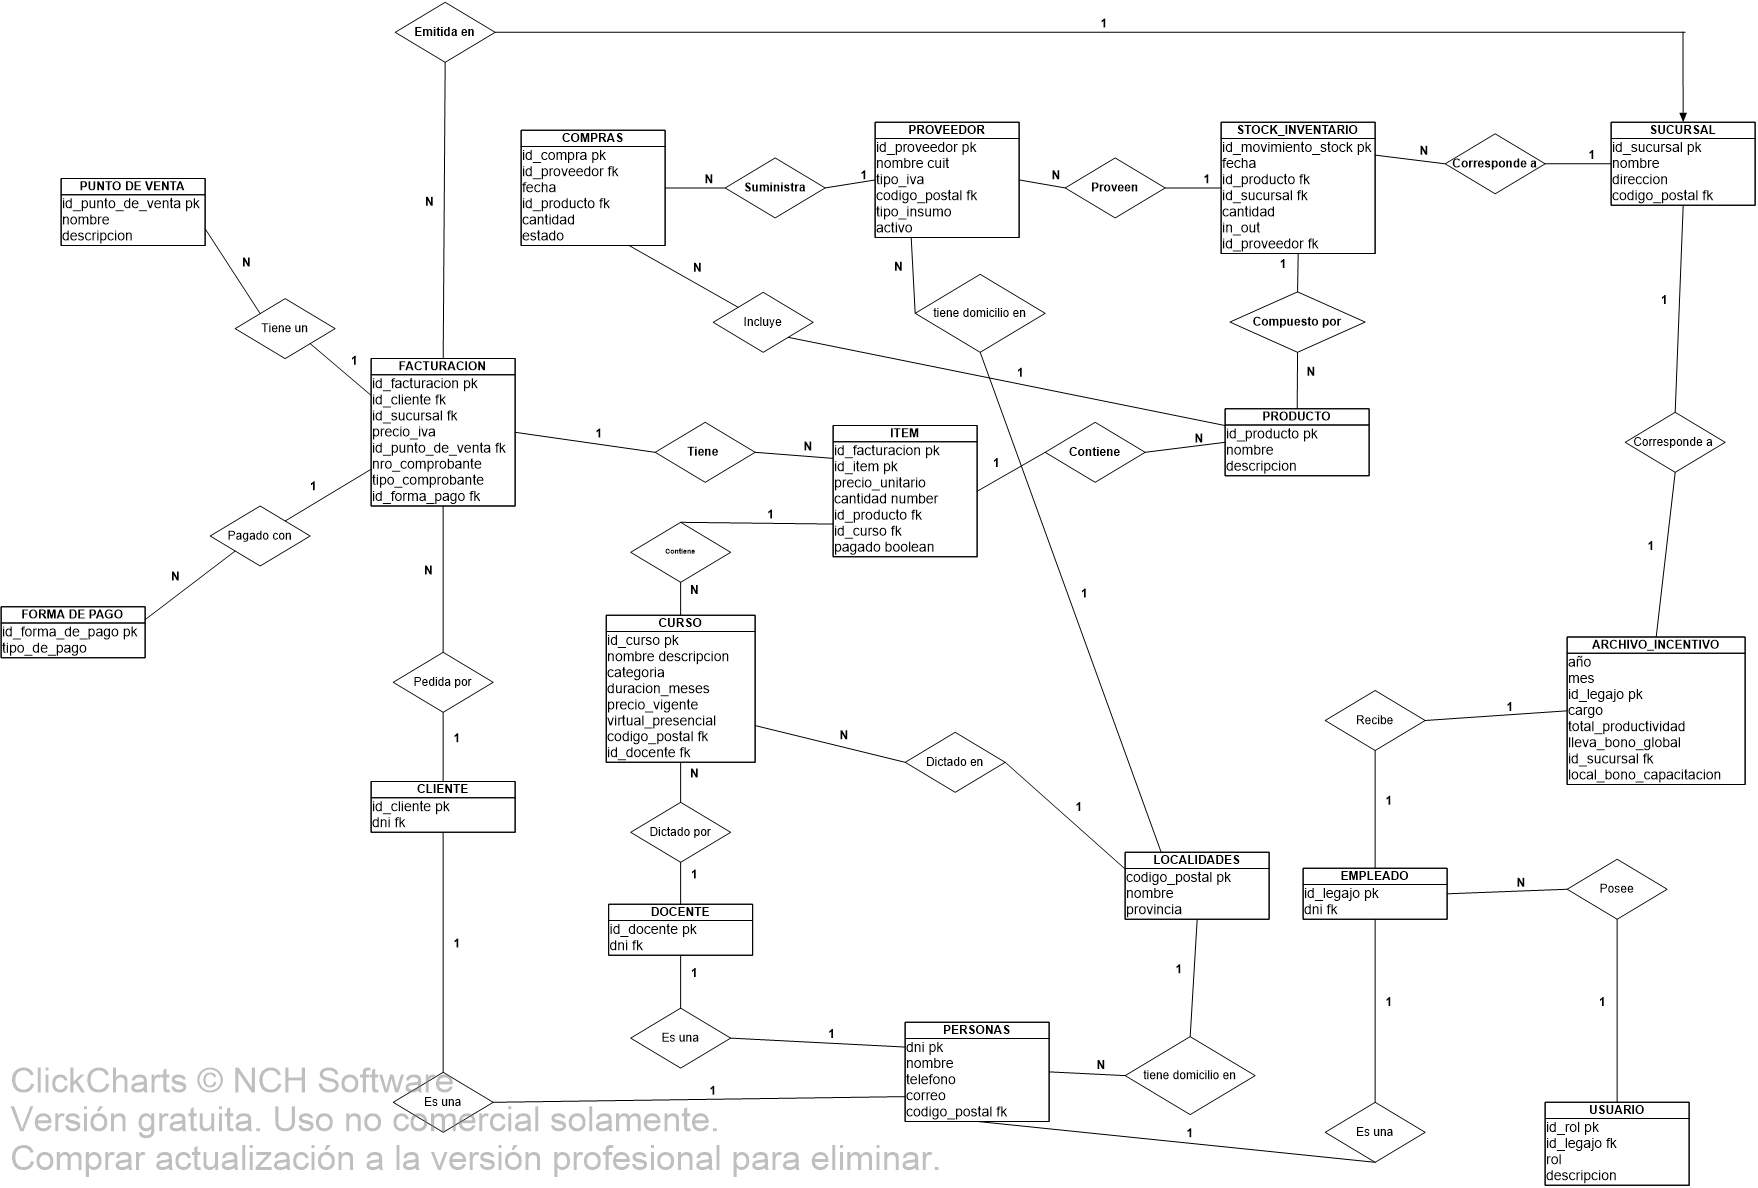 Emitida en
1
N
COMPRAS
id_compra pk
id_proveedor fk
fecha
id_producto fk
cantidad
estado
N
Suministra
1
PROVEEDOR
id_proveedor pk
nombre cuit
tipo_iva
codigo_postal fk
tipo_insumo
activo
N
Proveen
1
STOCK_INVENTARIO
id_movimiento_stock pk
fecha
id_producto fk
id_sucursal fk
cantidad
in_out
id_proveedor fk
N
Corresponde a
1
SUCURSAL
id_sucursal pk
nombre
direccion
codigo_postal fk
PUNTO DE VENTA
id_punto_de_venta pk
nombre
descripcion
N
Tiene un
1
N
Incluye
1
N
tiene domicilio en
1
1
Compuesto por
N
1
Corresponde a
1
FACTURACION
id_facturacion pk
id_cliente fk
id_sucursal fk
precio_iva
id_punto_de_venta fk
nro_comprobante
tipo_comprobante
id_forma_pago fk
1
Tiene
N
ITEM
id_facturacion pk
id_item pk
precio_unitario
cantidad number
id_producto fk
id_curso fk
pagado boolean
1
Contiene
N
PRODUCTO
id_producto pk
nombre
descripcion
1
Pagado con
N
FORMA DE PAGO
id_forma_de_pago pk
tipo_de_pago
1
Contiene
N
CURSO
id_curso pk
nombre descripcion
categoria
duracion_meses
precio_vigente
virtual_presencial
codigo_postal fk
id_docente fk
N
Pedida por
1
CLIENTE
id_cliente pk
dni fk
N
Dictado en
1
N
Dictado por
1
DOCENTE
id_docente pk
dni fk
LOCALIDADES
codigo_postal pk
nombre
provincia
ARCHIVO_INCENTIVO
año
mes
id_legajo pk
cargo
total_productividad
lleva_bono_global
id_sucursal fk
local_bono_capacitacion
Recibe
1
1
EMPLEADO
id_legajo pk
dni fk
N
Posee
1
1
Es una
1
1
Es una
1
PERSONAS
dni pk
nombre
telefono
correo
codigo_postal fk
N
tiene domicilio en
1
1
Es una
1
USUARIO
id_rol pk
id_legajo fk
rol
descripcion
ClickCharts © NCH Software
Versión gratuita. Uso no comercial solamente.
Comprar actualización a la versión profesional para eliminar.